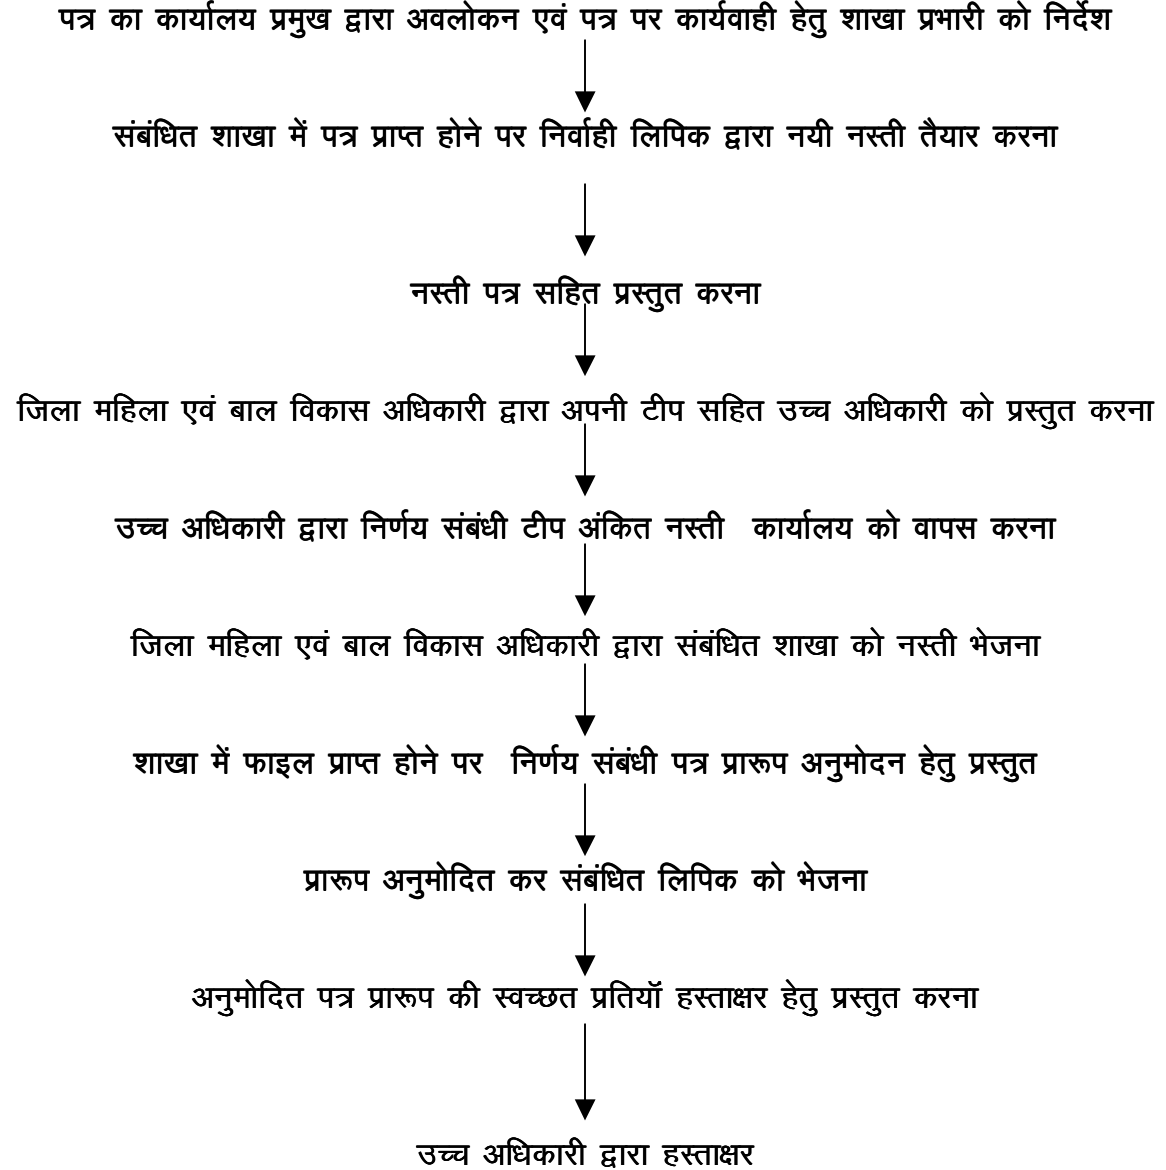 पत्र का कार्यालय प्रमुख द्वारा अवलोकन एवं पत्र पर कार्यवाही हेतु शाखा प्रभारी को निर्देश
संबंधित शाखा में पत्र प्राप्त होने पर निर्वाही लिपिक द्वारा नयी नस्ती तैयार करना
नस्ती पत्र सहित प्रस्तुत करना
जिला महिला एवं बाल विकास अधिकारी द्वारा अपनी टीप सहित उच्च अधिकारी को प्रस्तुत करना
उच्च अधिकारी द्वारा निर्णय संबंधी टीप अंकित नस्ती कार्यालय को वापस करना
जिला महिला एवं बाल विकास अधिकारी द्वारा संबंधित शाखा को नस्ती भेजना
शाखा में फाइल प्राप्त होने पर निर्णय संबंधी पत्र प्रारूप अनुमोदन हेतु प्रस्तुत
प्रारूप अनुमोदित कर संबंधित लिपिक को भेजना
अनुमोदित पत्र प्रारूप की स्वच्छत प्रतियॉ हस्ताक्षर हेतु प्रस्तुत करना
उच्च अधिकारी द्वारा हस्ताक्षर